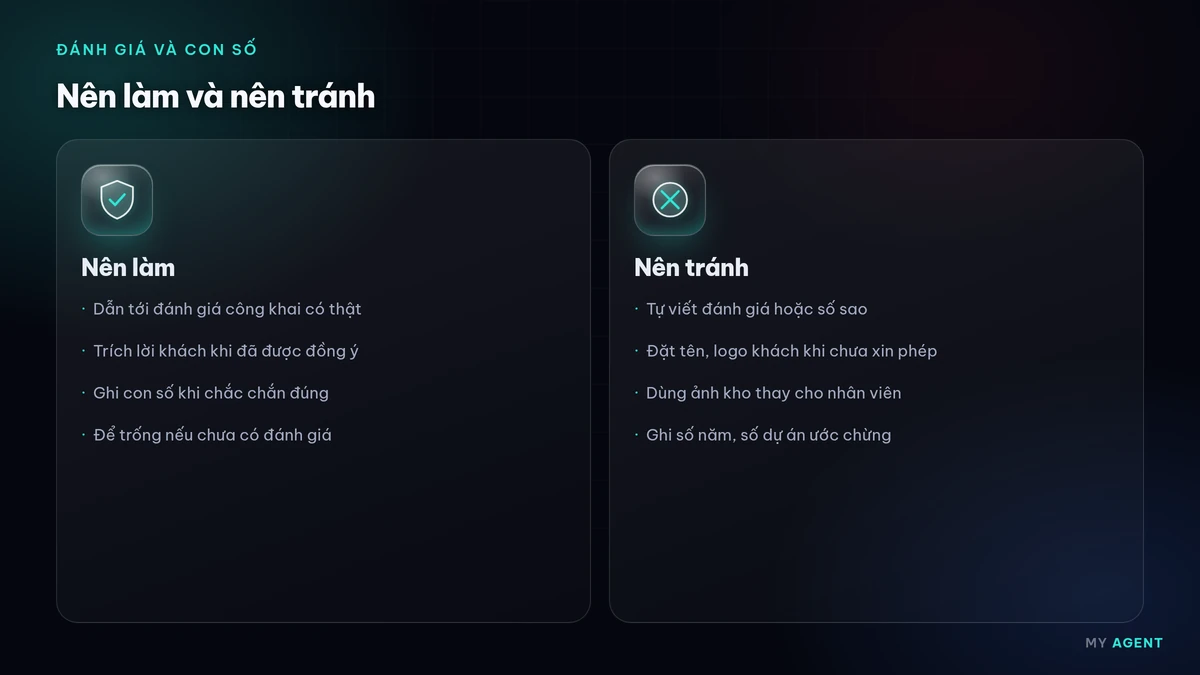 ĐÁNH GIÁ VÀ CON SỐ
Nên làm và nên tránh
Nên làm
· Dẫn tới đánh giá công khai có thật
· Trích lời khách khi đã được đồng ý
· Ghi con số khi chắc chắn đúng
· Để trống nếu chưa có đánh giá
Nên tránh
· Tự viết đánh giá hoặc số sao
· Đặt tên, logo khách khi chưa xin phép
· Dùng ảnh kho thay cho nhân viên
· Ghi số năm, số dự án ước chừng
MY AGENT